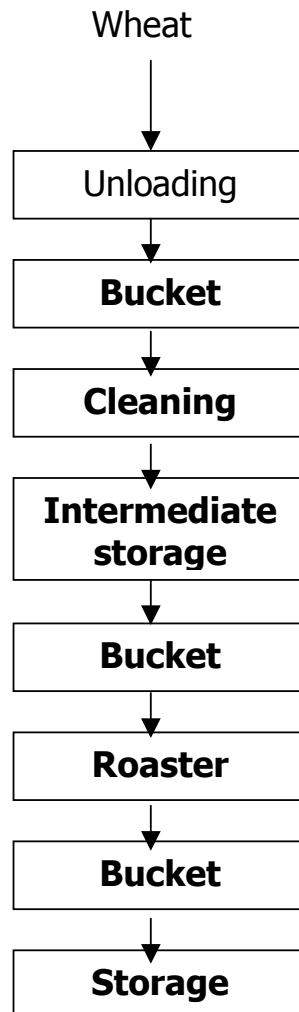 Wheat
Unloading
Bucket
Cleaning
Intermediate
storage
Bucket
Roaster
Bucket
Storage